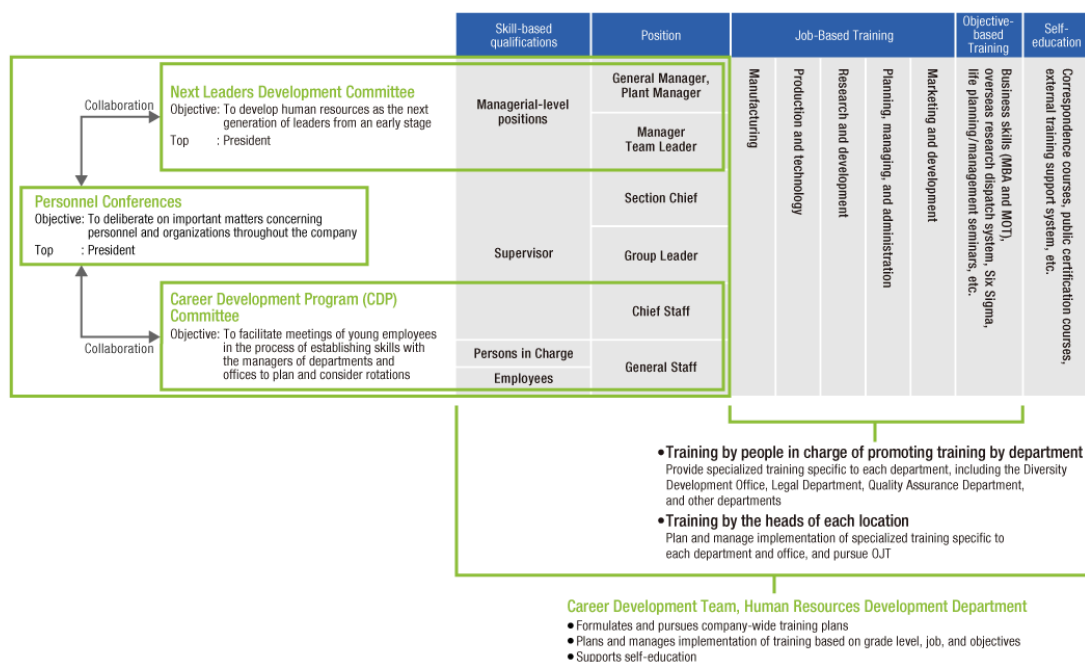 Skill-based
qualifications
Position
Job-Based Training
Objective-
based
Training
Self-
education
Collaboration
Next Leaders Development Committee
Objective: To develop human resources as the next
generation of leaders from an early stage
Top : President
Personnel Conferences
Objective: To deliberate on important matters concerning
personnel and organizations throughout the company
Top : President
Career Development Program (CDP)
Committee
Objective: To facilitate meetings of young employees
in the process of establishing skills with
the managers of departments and
offices to plan and consider rotations
Collaboration
Managerial-level
positions
Supervisor
Persons in Charge
Employees
General Manager,
Plant Manager
Manager
Team Leader
Section Chief
Group Leader
Chief Staff
General Staff
Manufacturing
Production and technology
Research and development
Planning, managing, and administration
Marketing and development
Business skills (MBA and MOT),
overseas research dispatch system, Six Sigma,
life planning/management seminars, etc.
Correspondence courses, public certification courses,
external training support system, etc.
•Training by people in charge of promoting training by department
Provide specialized training specific to each department, including the Diversity
Development Office, Legal Department, Quality Assurance Department,
and other departments
•Training by the heads of each location
Plan and manage implementation of specialized training specific to
each department and office, and pursue OJT
Career Development Team, Human Resources Development Department
• Formulates and pursues company-wide training plans
• Plans and manages implementation of training based on grade level, job, and objectives
• Supports self-education